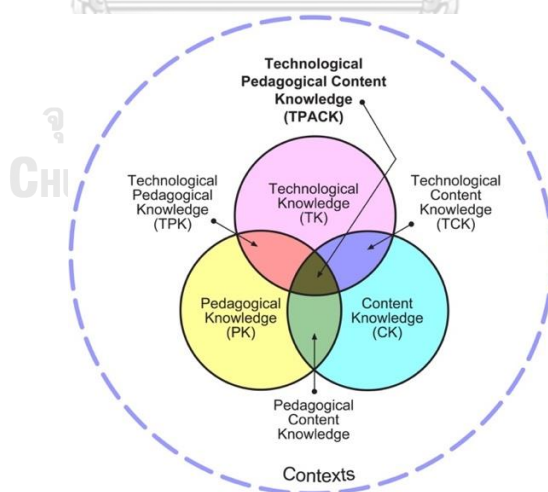 Technological
Pedagogical Content
Knowledge
(TPACK)
Technological
Pedagogical
Knowledge
(TPK)
Technological
Knowledge
(TK)
Technological
Content
Knowledge
(TCK)
Pedagogical
Knowledge
(PK)
Content
Knowledge
(CK)
Pedagogical
Content
Knowledge
Contexts